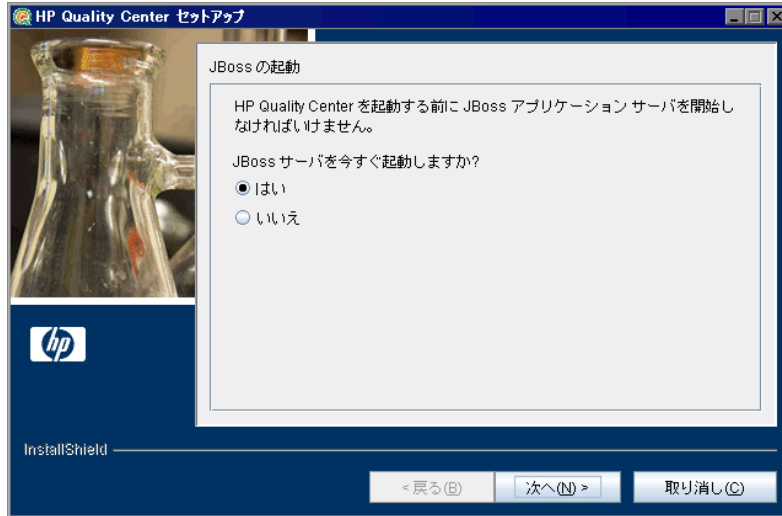 HP Quality Center セットアップ
JBoss の起動
HP Quality Center を起動する前に JBoss アプリケーション サーバを開始し
なければいけません。
JBoss サーバを今すぐ起動しますか?
はい
いいえ
hp
InstallShield
< 戻る(B)
次へ(N) >
取り消し(C)